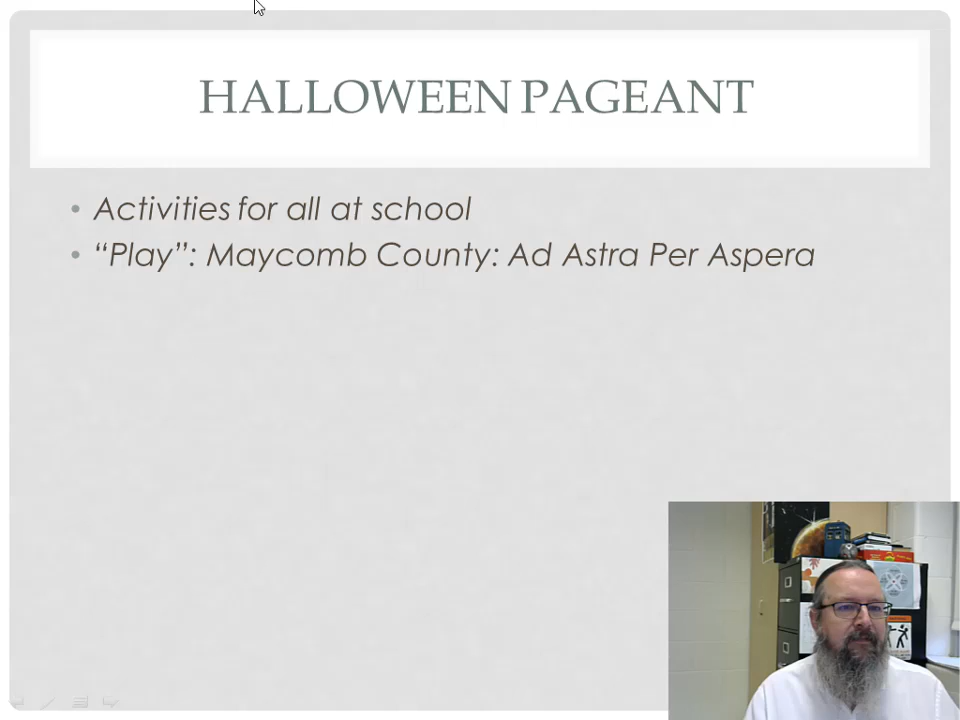 HALLOWEEN PAGEANT
• Activities for all at school
• “Play”: Maycomb County: Ad Astra Per Aspera